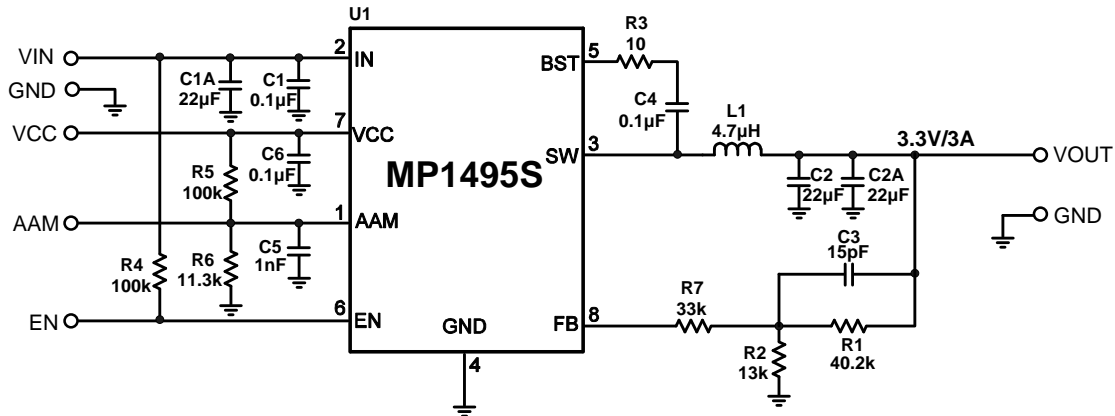 U1
VIN
2
IN
GND
C1A
22µF
C1
0.1µF
VCC
7
VCC
R5
100k
C6
0.1µF
AAM
1
AAM
R4
100k
R6
11.3k
C5
1nF
EN
6
EN
MP1495S
GND
4
BST
5
R3
10
C4
0.1µF
SW
3
L1
4.7µH
3.3V/3A
VOUT
C2
22µF
C2A
22µF
GND
C3
15pF
FB
8
R7
33k
R2
13k
R1
40.2k